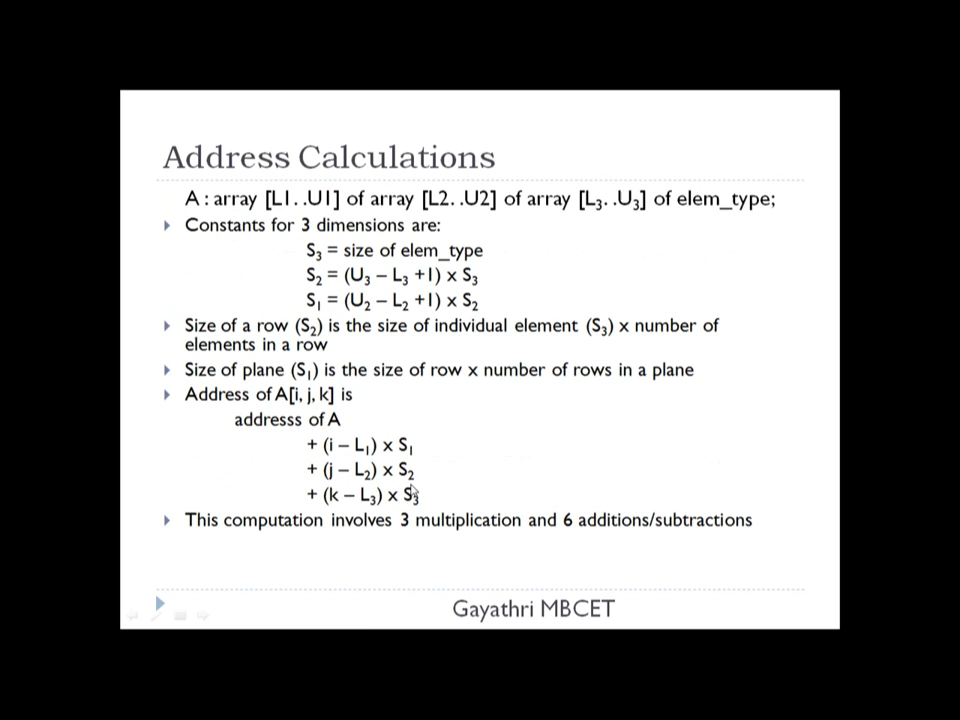 Address Calculations
A : array [L1. .U1] of array [L2. .U2] of array [L₃. .U₃] of elem_type;
Constants for 3 dimensions are:
S₃ = size of elem_type
S₂ = (U₃ – L₃ +1) x S₃
S₁ = (U₂ – L₂ +1) x S₂
Size of a row (S₂) is the size of individual element (S₃) x number of
elements in a row
Size of plane (S₁) is the size of row x number of rows in a plane
Address of A[i, j, k] is
addresss of A
+ (i – L₁) x S₁
+ (j – L₂) x S₂
+ (k – L₃) x S₃
This computation involves 3 multiplication and 6 additions/subtractions
Gayathri MBCET